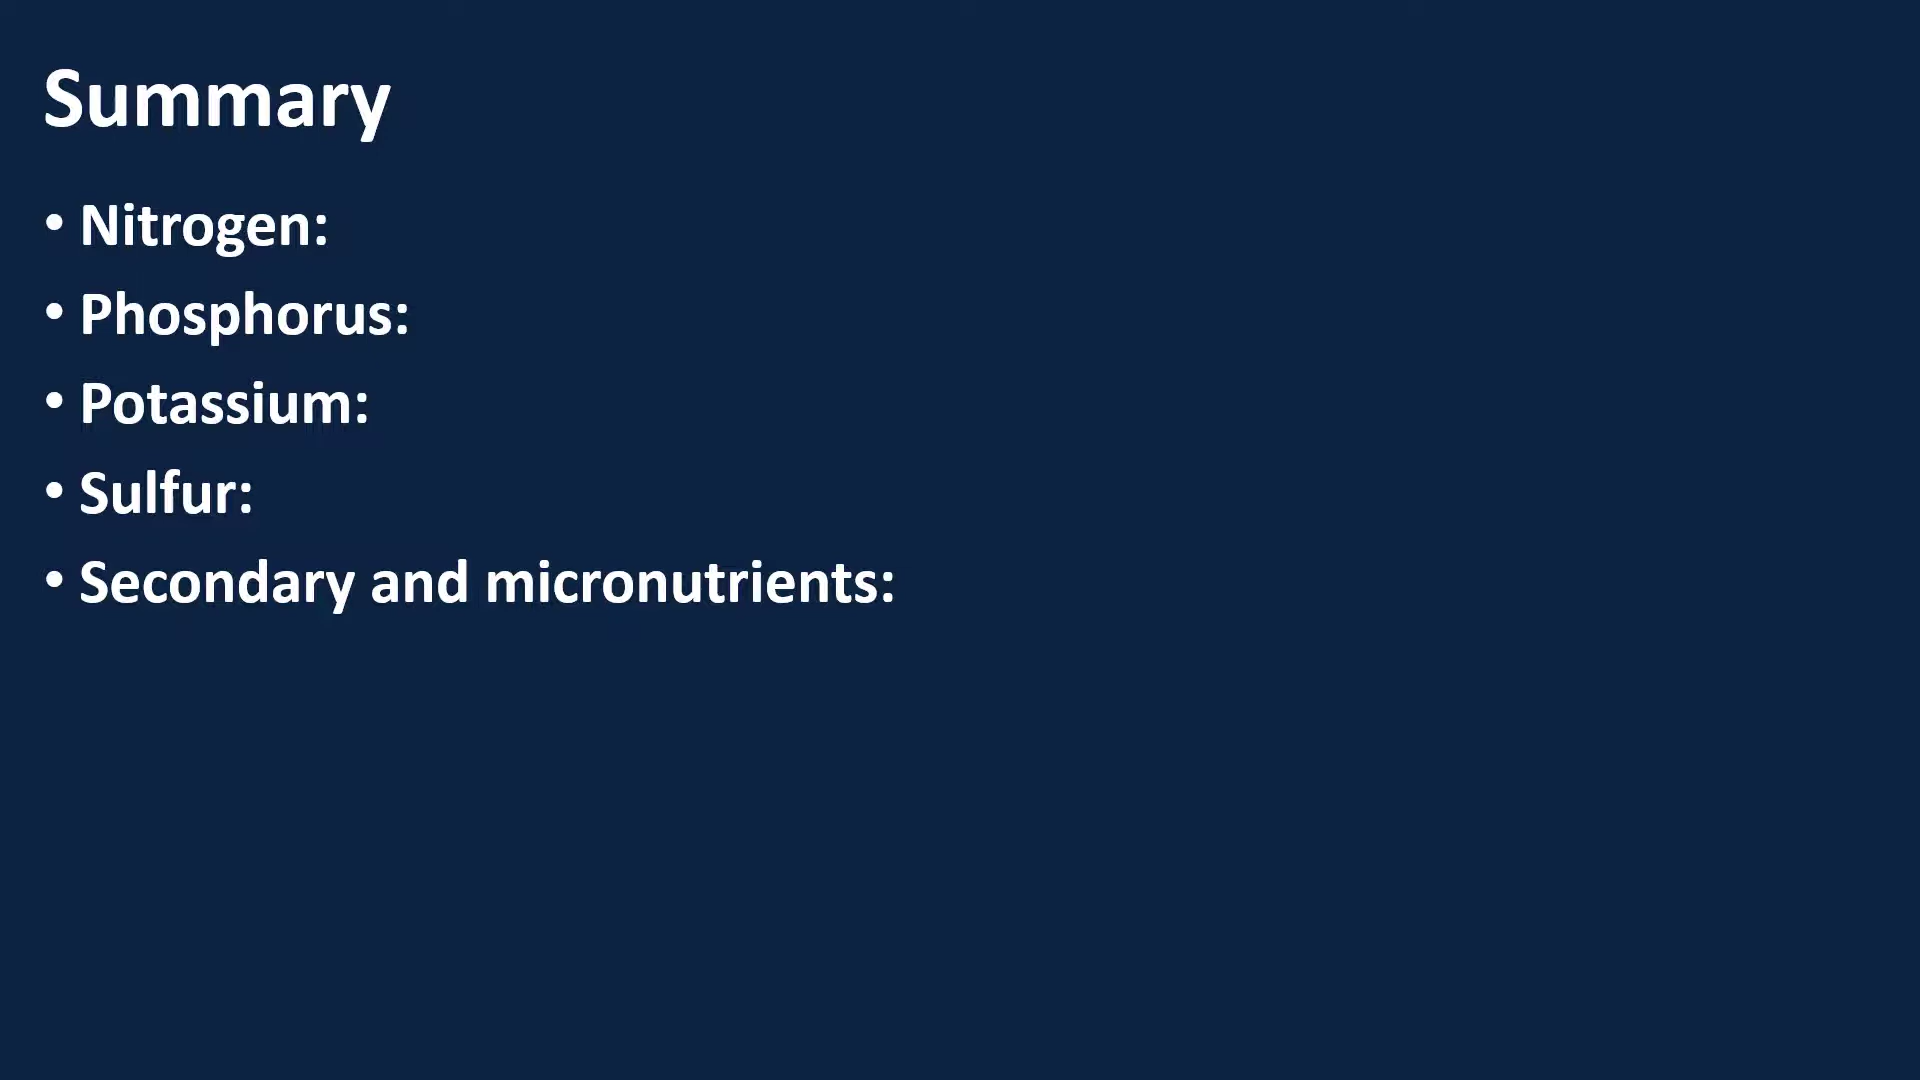 Summary
• Nitrogen:
• Phosphorus:
• Potassium:
• Sulfur:
• Secondary and micronutrients: